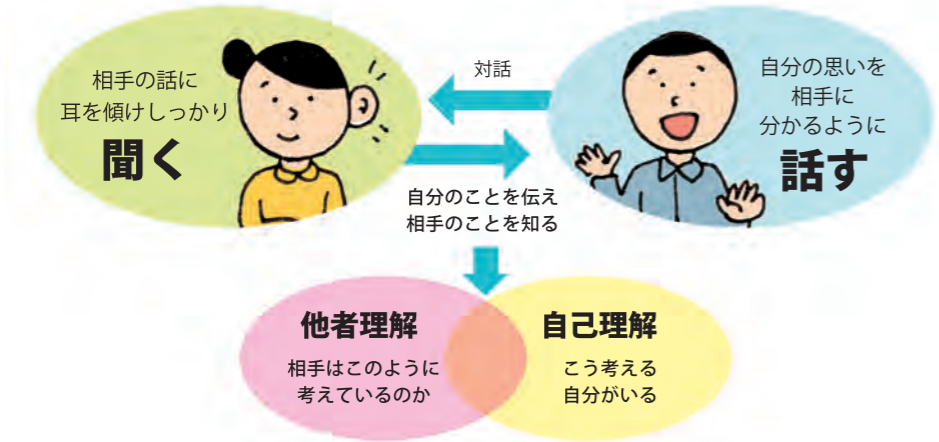 相手の話に
耳を傾けしっかり
聞く
対話
自分の思いを
相手に
分かるように
話す
自分のことを伝え
相手のことを知る
他者理解
相手はこのように
考えているのか
自己理解
こう考える
自分がいる